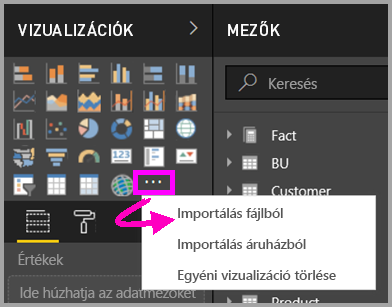 VIZUALIZÁCIÓK
MEZŐK
Keresés
Fact
BU
Customer
123
Importálás fájlból
Importálás áruházból
Egyéni vizualizáció törlése
Értékek
Ide húzhatja az adatmezőket
Product